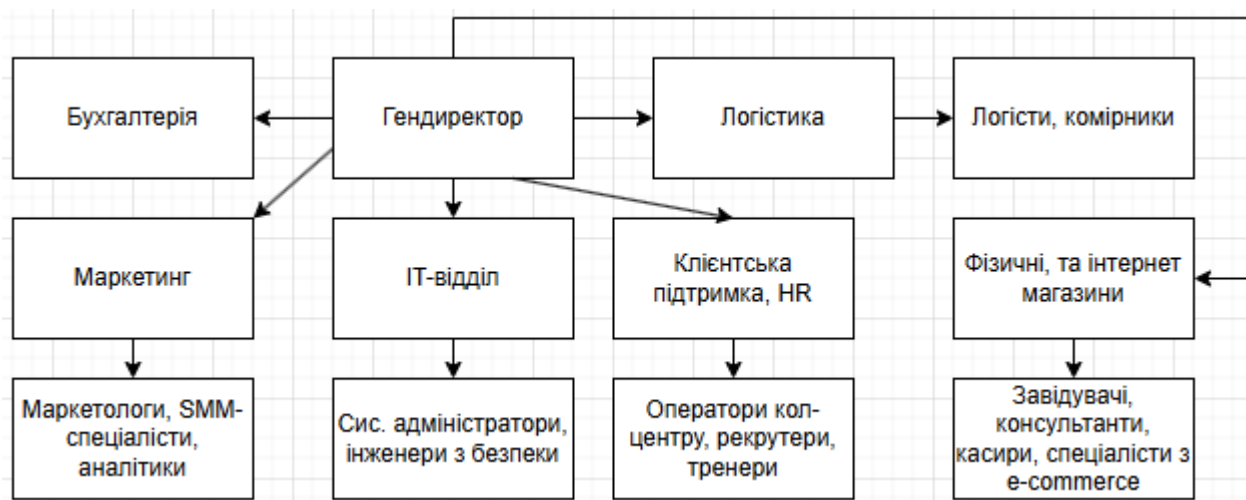 Бухгалтерія
Гендиректор
Логістика
Логісти, комірники
Маркетинг
ІТ-відділ
Клієнтська
підтримка, HR
Фізичні, та інтернет
магазини
Маркетологи, SMM-
спеціалісти,
аналітики
Сис. адміністратори,
інженери з безпеки
Оператори кол-
центру, рекрутери,
тренери
Завідувачі,
консультанти,
касири, спеціалісти з
e-commerce